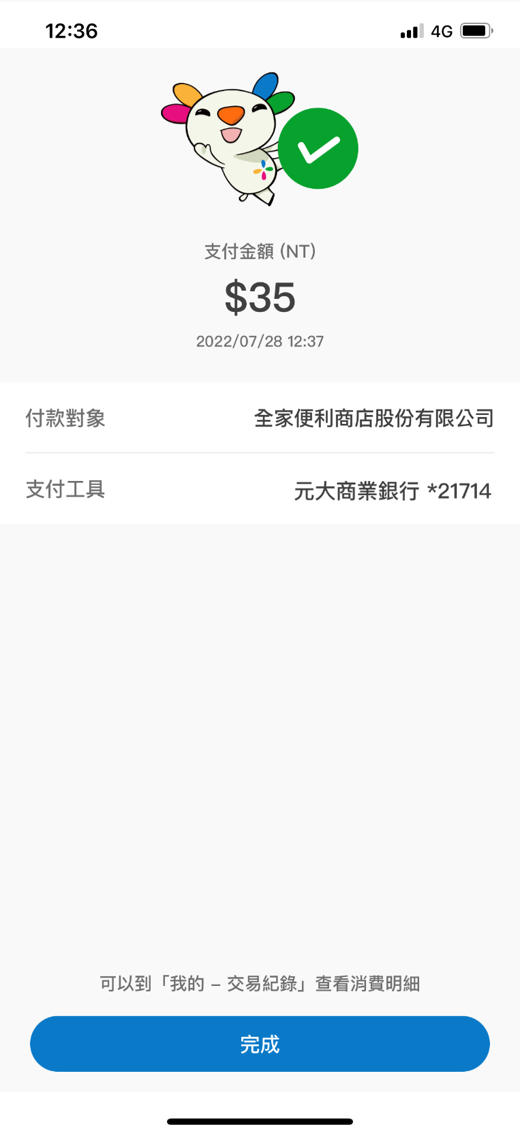 12:36
4G
支付金額 (NT)
$35
2022/07/28 12:37
付款對象 全家便利商店股份有限公司
支付工具 元大商業銀行 *21714
可以到「我的 – 交易紀錄」查看消費明細
完成